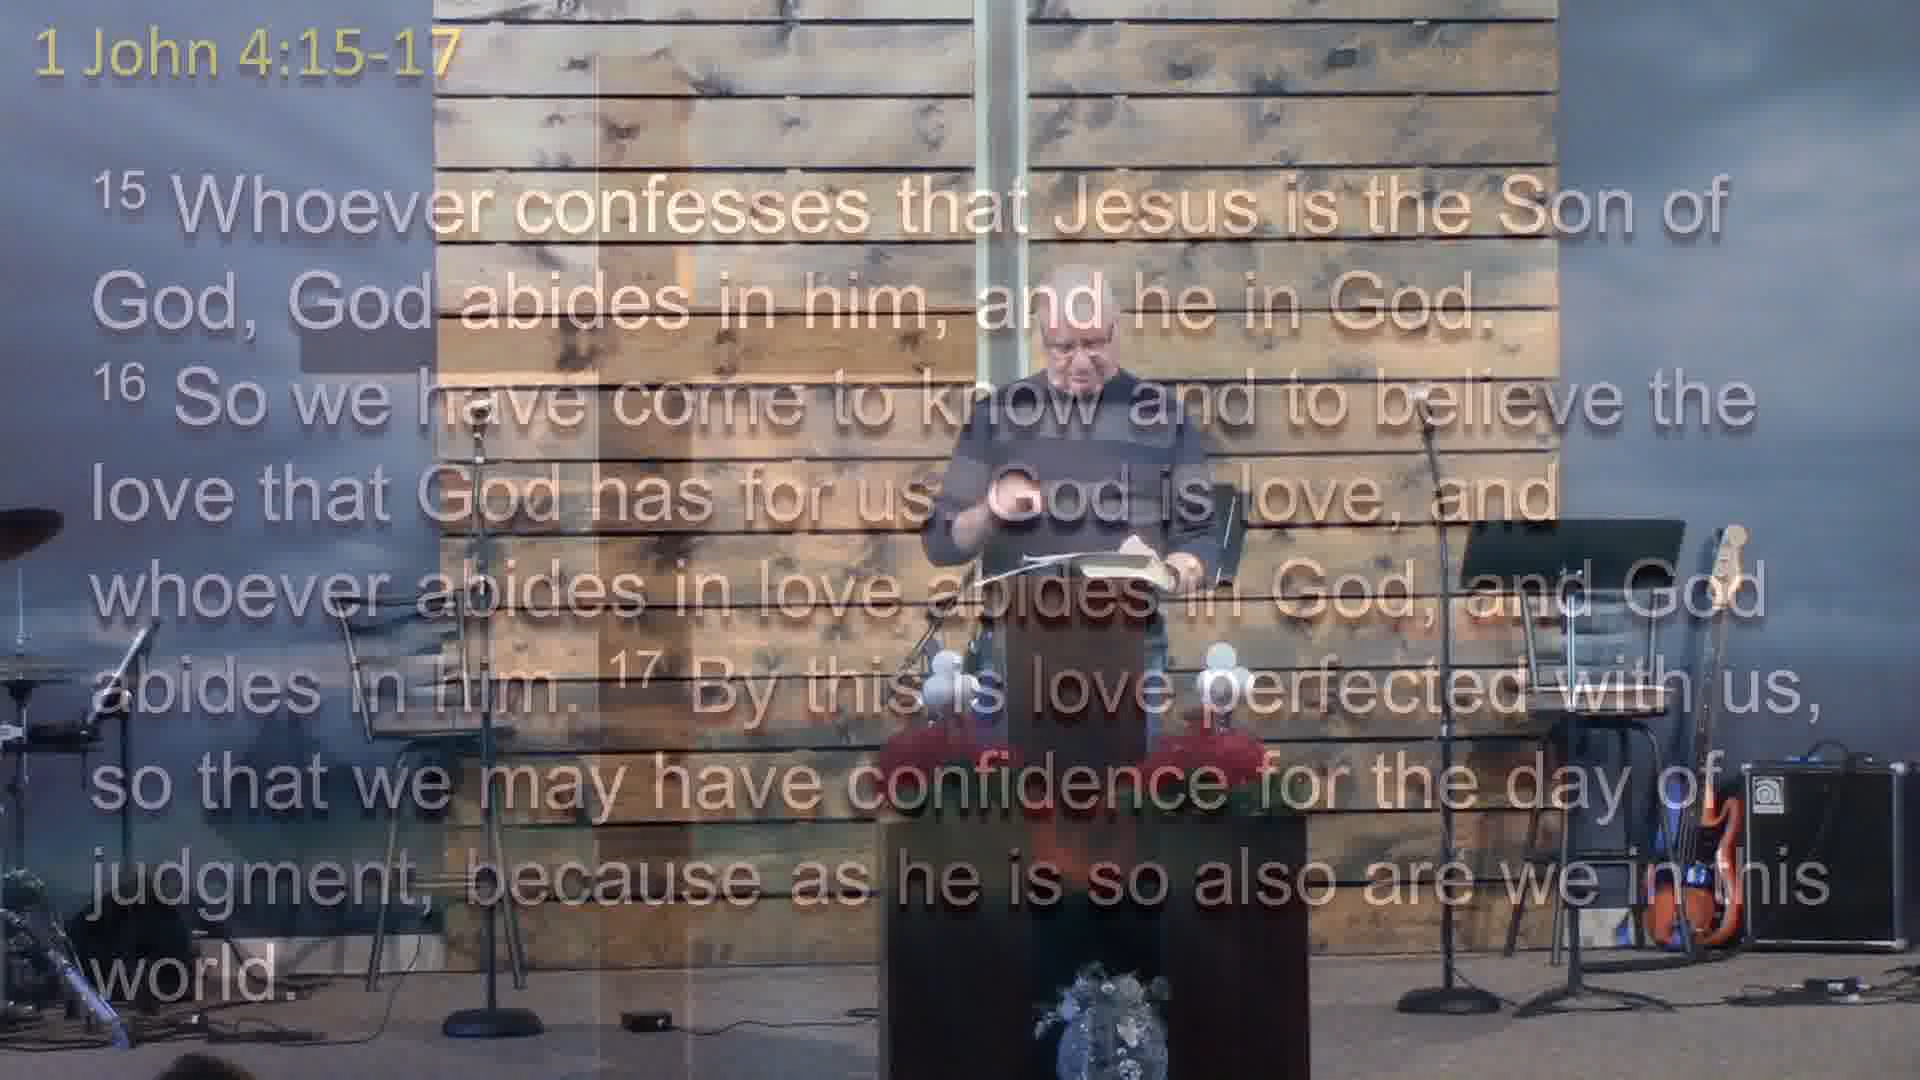 1 John 4:15-17
15 Whoever confesses that Jesus is the Son of
God, God abides in him, and he in God.
16 So we have come to know and to believe the
love that God has for us. God is love, and
whoever abides in love abides in God, and God
abides in him. 17 By this is love perfected with us,
so that we may have confidence for the day of
judgment, because as he is so also are we in this
world.